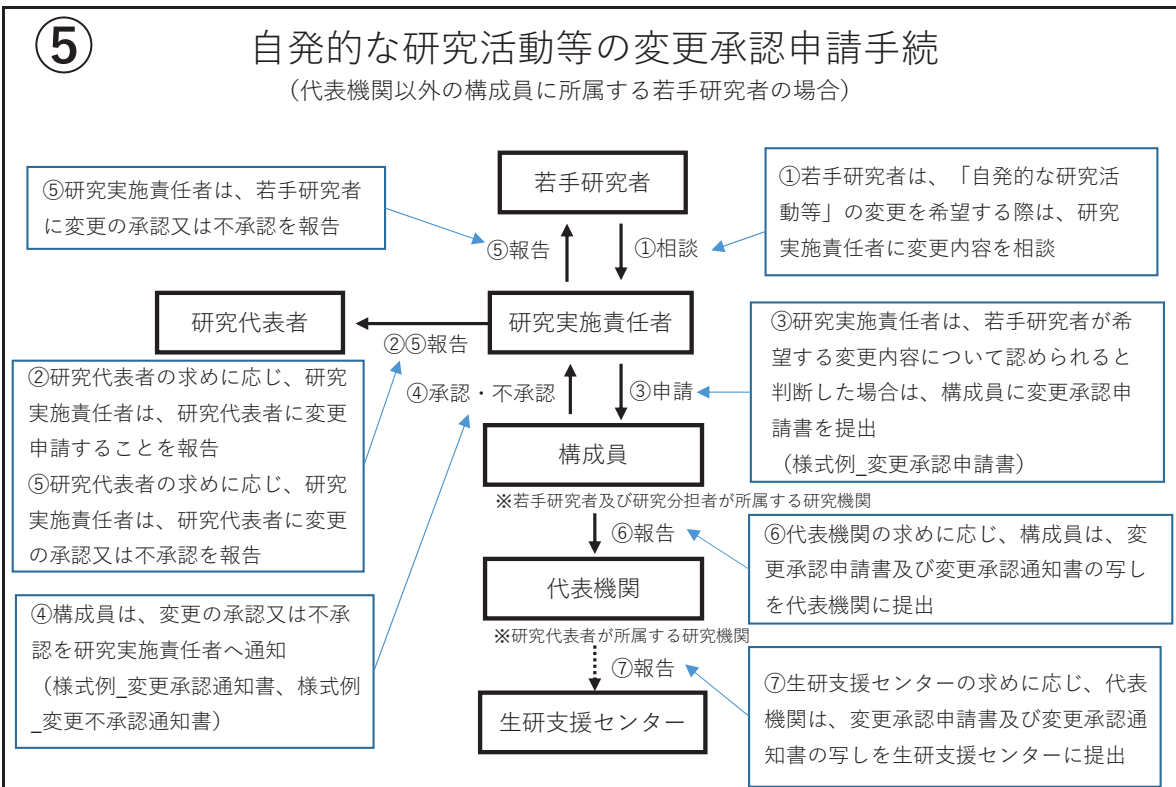 ⑤
自発的な研究活動等の変更承認申請手続
（代表機関以外の構成員に所属する若手研究者の場合）
⑤研究実施責任者は、若手研究者
に変更の承認又は不承認を報告
若手研究者
①若手研究者は、「自発的な研究活
動等」の変更を希望する際は、研究
実施責任者に変更内容を相談
⑤報告
①相談
研究代表者
研究実施責任者
②⑤報告
③研究実施責任者は、若手研究者が希
望する変更内容について認められると
判断した場合は、構成員に変更承認申
請書を提出
（様式例_変更承認申請書）
②研究代表者の求めに応じ、研究
実施責任者は、研究代表者に変更
申請することを報告
⑤研究代表者の求めに応じ、研究
実施責任者は、研究代表者に変更
の承認又は不承認を報告
④承認・不承認
③申請
構成員
※若手研究者及び研究分担者が所属する研究機関
⑥報告
⑥代表機関の求めに応じ、構成員は、変
更承認申請書及び変更承認通知書の写し
を代表機関に提出
代表機関
※研究代表者が所属する研究機関
④構成員は、変更の承認又は不承
認を研究実施責任者へ通知
（様式例_変更承認通知書、様式例
_変更不承認通知書）
⑦報告
⑦生研支援センターの求めに応じ、代表
機関は、変更承認申請書及び変更承認通
知書の写しを生研支援センターに提出
生研支援センター